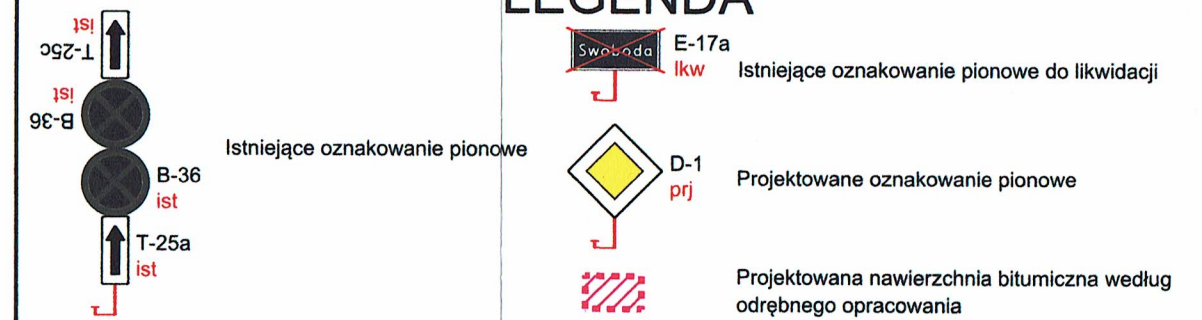 LEGENDA
T-25c
ist
B-36
ist
B-36
ist
T-25a
ist
Istniejące oznakowanie pionowe
Swoboda
E-17a
lkw
Istniejące oznakowanie pionowe do likwidacji
D-1
prj
Projektowane oznakowanie pionowe
Projektowana nawierzchnia bitumiczna według
odrębnego opracowania